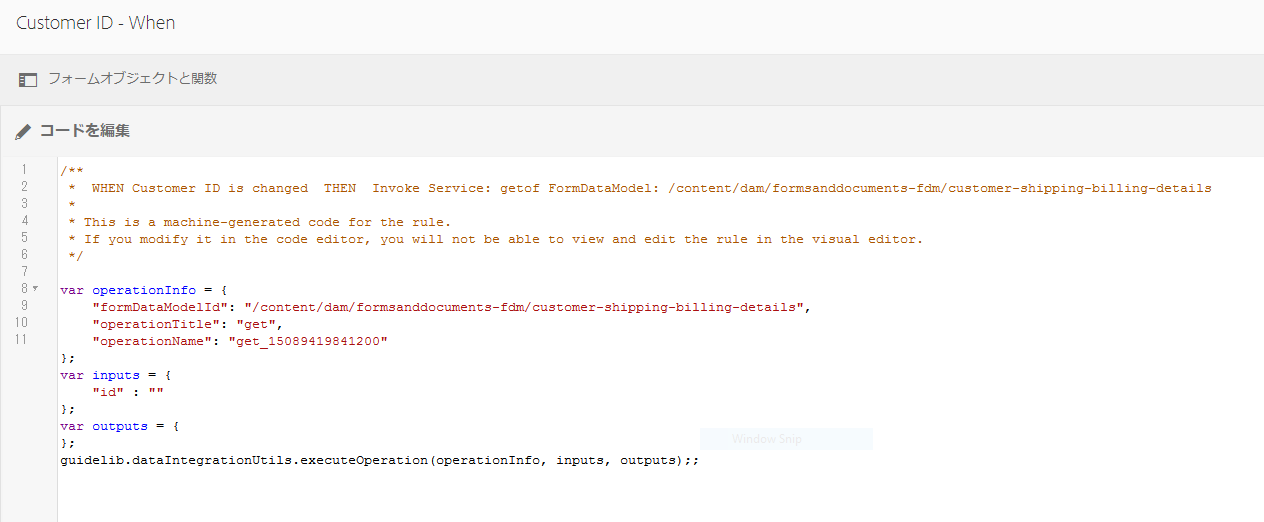 Customer ID - When
フォームオブジェクトと関数
コードを編集
1 /**
2  *  WHEN Customer ID is changed  THEN  Invoke Service: getof FormDataModel: /content/dam/formsanddocuments-fdm/customer-shipping-billing-details
3  *
4  * This is a machine-generated code for the rule.
5  * If you modify it in the code editor, you will not be able to view and edit the rule in the visual editor.
6  */
7
8 var operationInfo = {
9     "formDataModelId": "/content/dam/formsanddocuments-fdm/customer-shipping-billing-details",
10     "operationTitle": "get",
11     "operationName": "get_15089419841200"
};
var inputs = {
    "id" : ""
};
var outputs = {
};
Window Snip
guidelib.dataIntegrationUtils.executeOperation(operationInfo, inputs, outputs);;